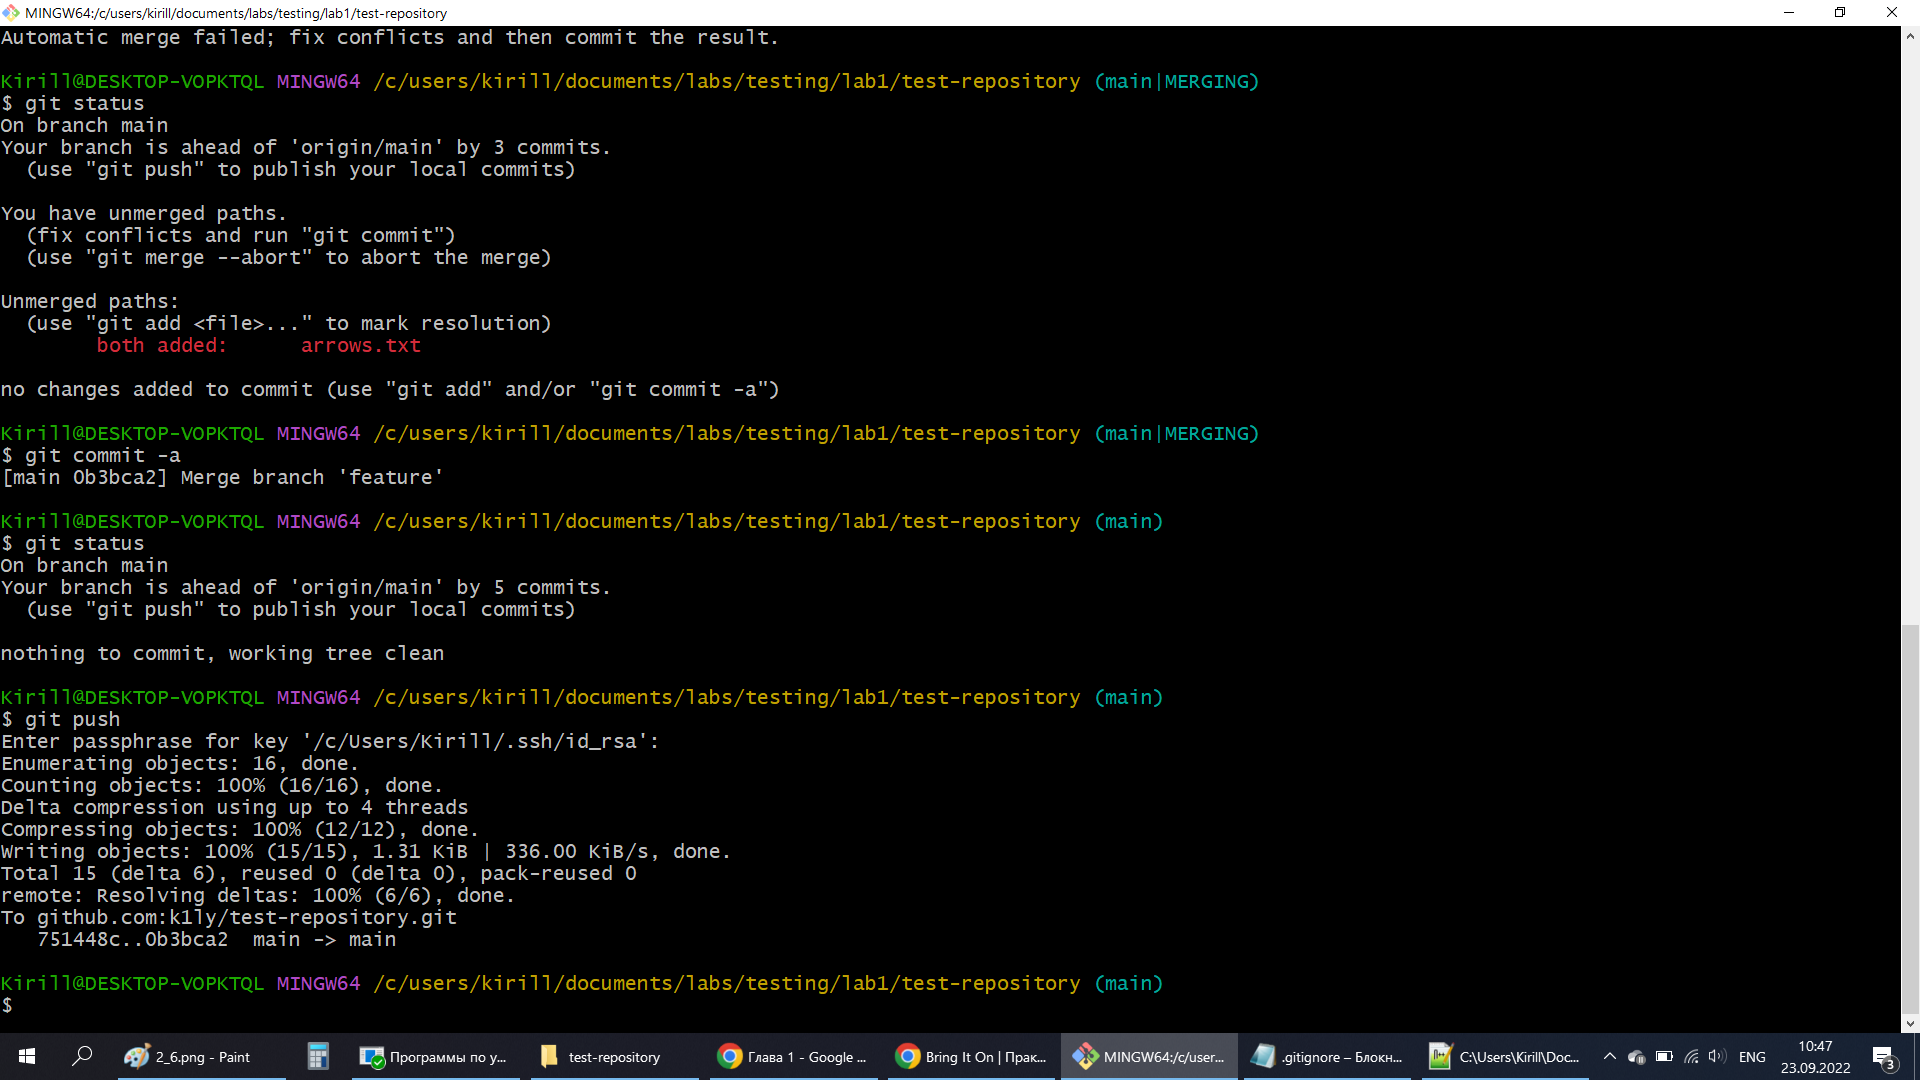 MINGW64:/c/users/kirill/documents/labs/testing/lab1/test-repository
Automatic merge failed; fix conflicts and then commit the result.
Kirill@DESKTOP-VOPKTQL MINGW64 /c/users/kirill/documents/labs/testing/lab1/test-repository (main|MERGING)
$ git status
On branch main
Your branch is ahead of 'origin/main' by 3 commits.
  (use "git push" to publish your local commits)
You have unmerged paths.
  (fix conflicts and run "git commit")
  (use "git merge --abort" to abort the merge)
Unmerged paths:
  (use "git add <file>..." to mark resolution)
        both added:      arrows.txt
no changes added to commit (use "git add" and/or "git commit -a")
Kirill@DESKTOP-VOPKTQL MINGW64 /c/users/kirill/documents/labs/testing/lab1/test-repository (main|MERGING)
$ git commit -a
[main 0b3bca2] Merge branch 'feature'
Kirill@DESKTOP-VOPKTQL MINGW64 /c/users/kirill/documents/labs/testing/lab1/test-repository (main)
$ git status
On branch main
Your branch is ahead of 'origin/main' by 5 commits.
  (use "git push" to publish your local commits)
nothing to commit, working tree clean
Kirill@DESKTOP-VOPKTQL MINGW64 /c/users/kirill/documents/labs/testing/lab1/test-repository (main)
$ git push
Enter passphrase for key '/c/Users/Kirill/.ssh/id_rsa':
Enumerating objects: 16, done.
Counting objects: 100% (16/16), done.
Delta compression using up to 4 threads
Compressing objects: 100% (12/12), done.
Writing objects: 100% (15/15), 1.31 KiB | 336.00 KiB/s, done.
Total 15 (delta 6), reused 0 (delta 0), pack-reused 0
remote: Resolving deltas: 100% (6/6), done.
To github.com:k1ly/test-repository.git
   751448c..0b3bca2  main -> main
Kirill@DESKTOP-VOPKTQL MINGW64 /c/users/kirill/documents/labs/testing/lab1/test-repository (main)
$
2_6.png - Paint
Программы по у...
test-repository
Глава 1 - Google ...
Bring It On | Прак...
MINGW64:/c/user...
.gitignore – Блокн...
C:\Users\Kirill\Doc...
ENG
10:47
23.09.2022
3